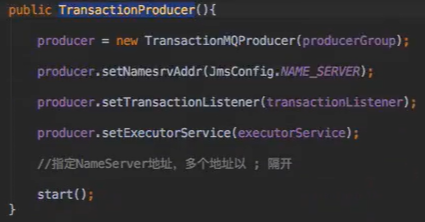 public TransactionProducer(){
producer = new TransactionMQProducer(producerGroup);
producer.setNamesrvAddr(JmsConfig.NAME_SERVER);
producer.setTransactionListener(transactionListener);
producer.setExecutorService(executorService);
//指定NameServer地址，多个地址以 ; 隔开
start();
}